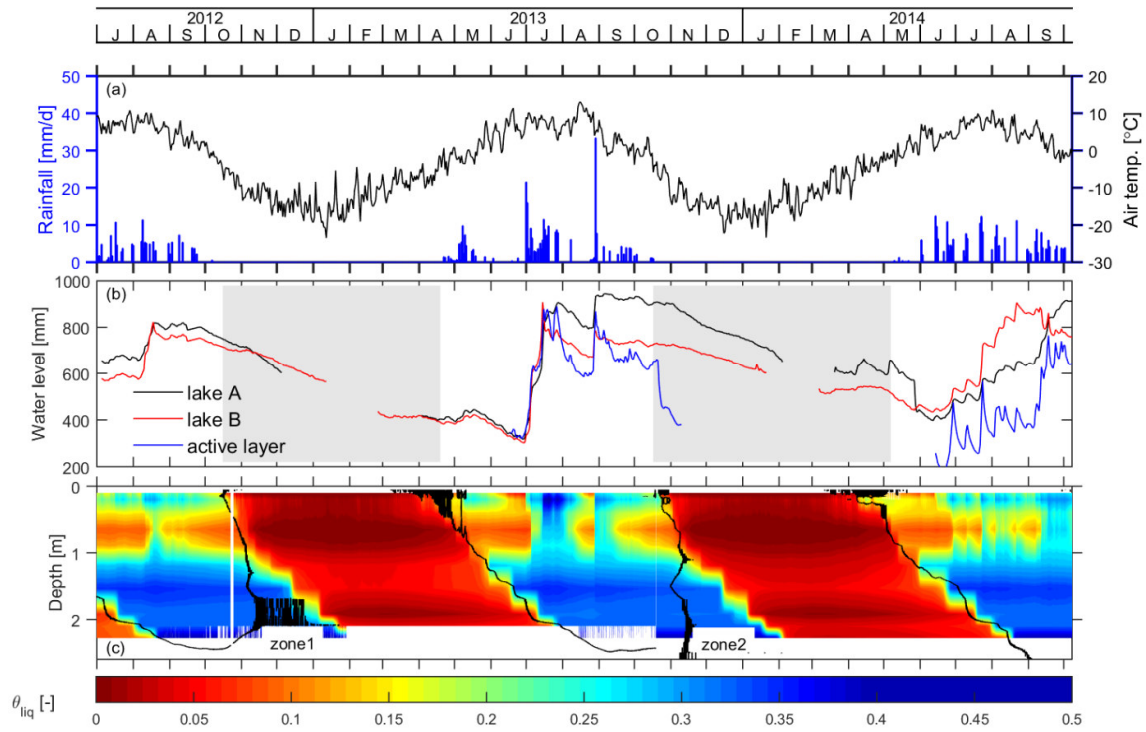 2012 2013 2014
J A S O N D J F M A M J J A S O N D J F M A M J J A S
(a)
50 40 30 20 10 0
Rainfall [mm/d]
20 10 0 -10 -20 -30
Air temp. [°C]
(b)
1000 800 600 400 200
Water level [mm]
lake A
lake B
active layer
0 1 2
Depth [m]
(c) zone1 zone2
θliq [-]
0 0.05 0.1 0.15 0.2 0.25 0.3 0.35 0.4 0.45 0.5